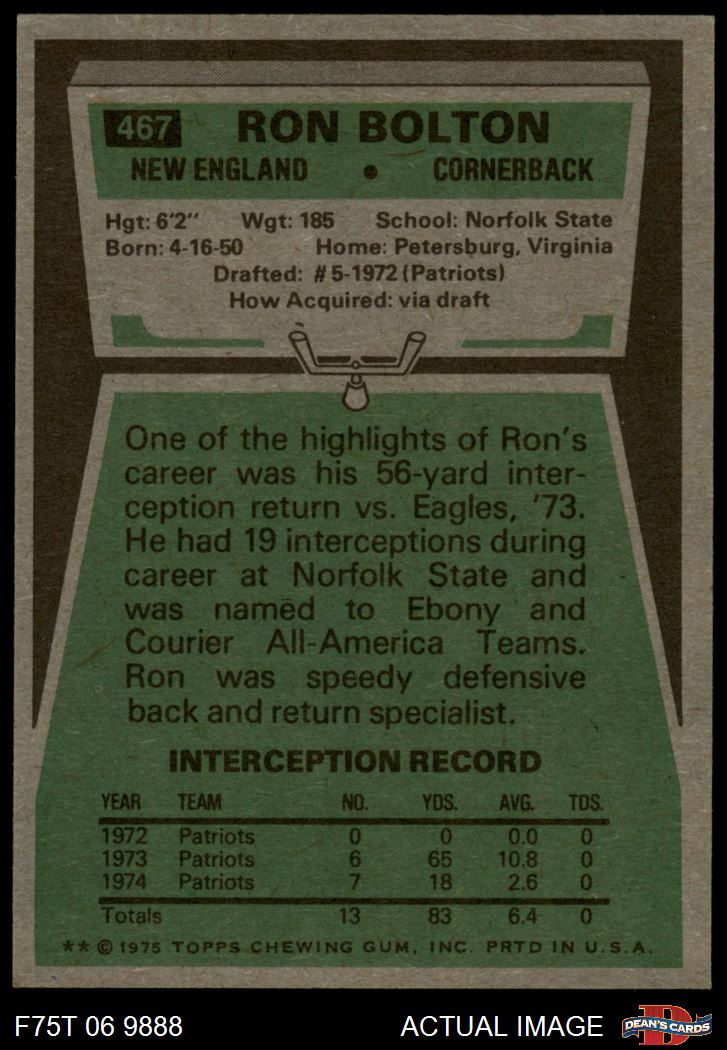 467 RON BOLTON
NEW ENGLAND • CORNERBACK
Hgt: 6'2" Wgt: 185 School: Norfolk State
Born: 4-16-50 Home: Petersburg, Virginia
Drafted: #5-1972 (Patriots)
How Acquired: via draft
One of the highlights of Ron's
career was his 56-yard inter-
ception return vs. Eagles, '73.
He had 19 interceptions during
career at Norfolk State and
was named to Ebony and
Courier All-America Teams.
Ron was speedy defensive
back and return specialist.
INTERCEPTION RECORD
YEAR TEAM NO. YDS. AVG. TDS.
1972 Patriots 0 0 0.0 0
1973 Patriots 6 65 10.8 0
1974 Patriots 7 18 2.6 0
Totals 13 83 6.4 0
** © 1975 TOPPS CHEWING GUM, INC. PRTD IN U.S.A.
F75T 06 9888 ACTUAL IMAGE D DEAN'S CARDS